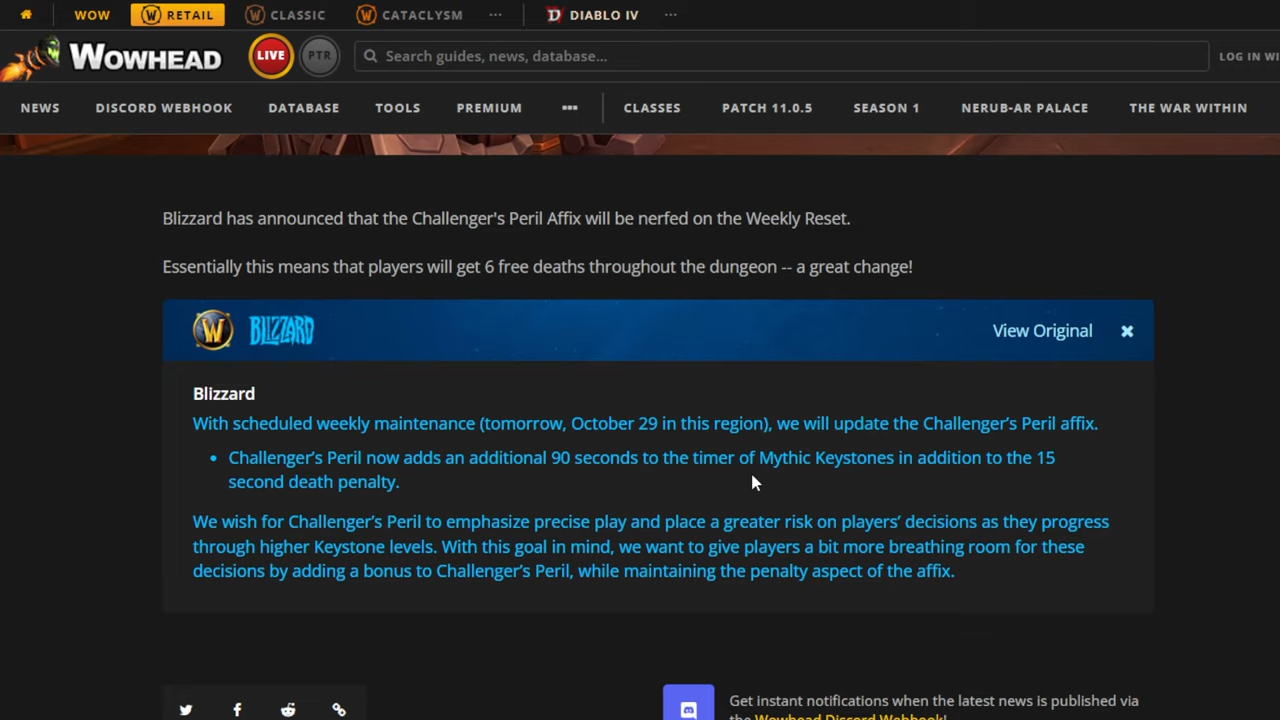 WOW RETAIL CLASSIC CATACLYSM ··· DIABLO IV ···
WOWHEAD LIVE PTR Search guides, news, database... LOG IN WI
NEWS DISCORD WEBHOOK DATABASE TOOLS PREMIUM ··· CLASSES PATCH 11.0.5 SEASON 1 NERUB-AR PALACE THE WAR WITHIN
Blizzard has announced that the Challenger's Peril Affix will be nerfed on the Weekly Reset.
Essentially this means that players will get 6 free deaths throughout the dungeon -- a great change!
BLIZZARD View Original
Blizzard
With scheduled weekly maintenance (tomorrow, October 29 in this region), we will update the Challenger’s Peril affix.
• Challenger’s Peril now adds an additional 90 seconds to the timer of Mythic Keystones in addition to the 15
second death penalty.
We wish for Challenger’s Peril to emphasize precise play and place a greater risk on players’ decisions as they progress
through higher Keystone levels. With this goal in mind, we want to give players a bit more breathing room for these
decisions by adding a bonus to Challenger’s Peril, while maintaining the penalty aspect of the affix.
Get instant notifications when the latest news is published via
the Wowhead Discord Webhook!